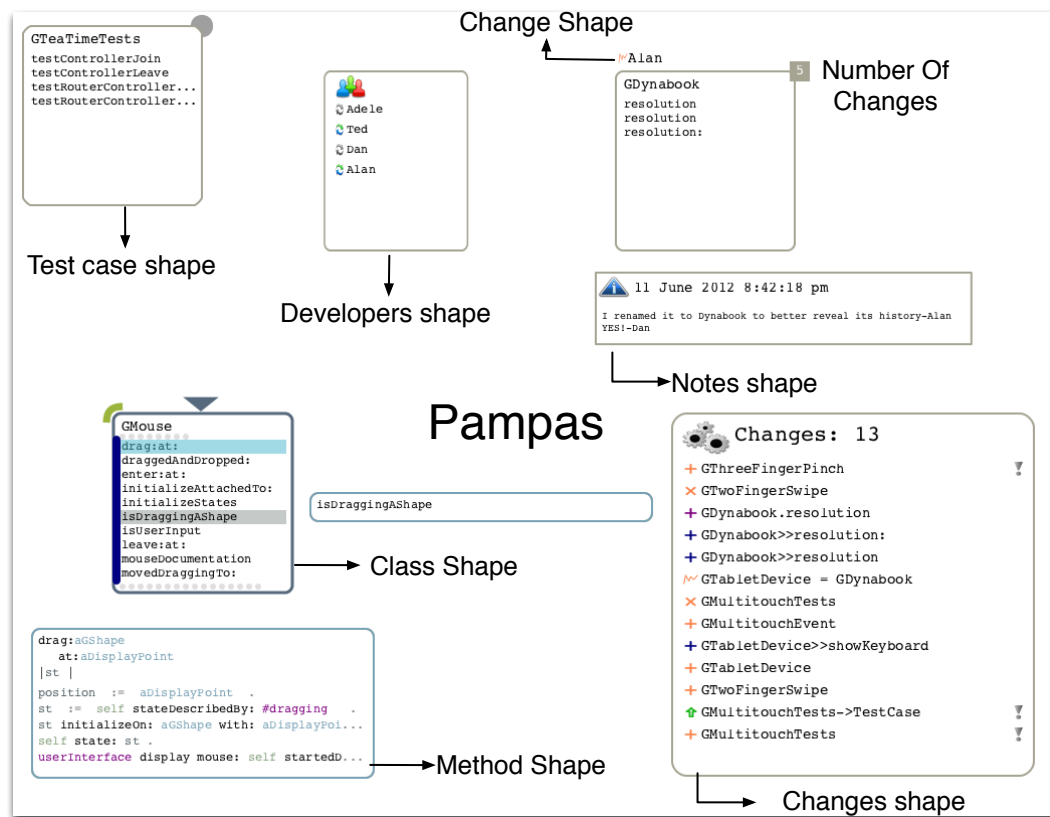 Change Shape
GTeaTimeTests
testControllerJoin
testControllerLeave
testRouterController...
testRouterController...
Test case shape
Adele
Ted
Dan
Alan
Developers shape
Alan
5
Number Of
Changes
GDynabook
resolution
resolution
resolution:
11 June 2012 8:42:18 pm
I renamed it to Dynabook to better reveal its history-Alan
YES!-Dan
Notes shape
Pampas
GMouse
drag:at:
draggedAndDropped:
enter:at:
initializeAttachedTo:
initializeStates
isDraggingAShape
isUserInput
leave:at:
mouseDocumentation
movedDraggingTo:
isDraggingAShape
Class Shape
drag:aGShape
at:aDisplayPoint
|st |
position := aDisplayPoint .
st := self stateDescribedBy: #dragging .
st initializeOn: aGShape with: aDisplayPoi...
self state: st .
userInterface display mouse: self startedD...
Method Shape
Changes: 13
+ GThreeFingerPinch !
× GTwoFingerSwipe
+ GDynabook.resolution
+ GDynabook>>resolution:
+ GDynabook>>resolution
GTabletDevice = GDynabook
× GMultitouchTests
+ GMultitouchEvent
+ GTabletDevice>>showKeyboard
+ GTabletDevice
+ GTwoFingerSwipe
GMultitouchTests->TestCase !
+ GMultitouchTests !
Changes shape